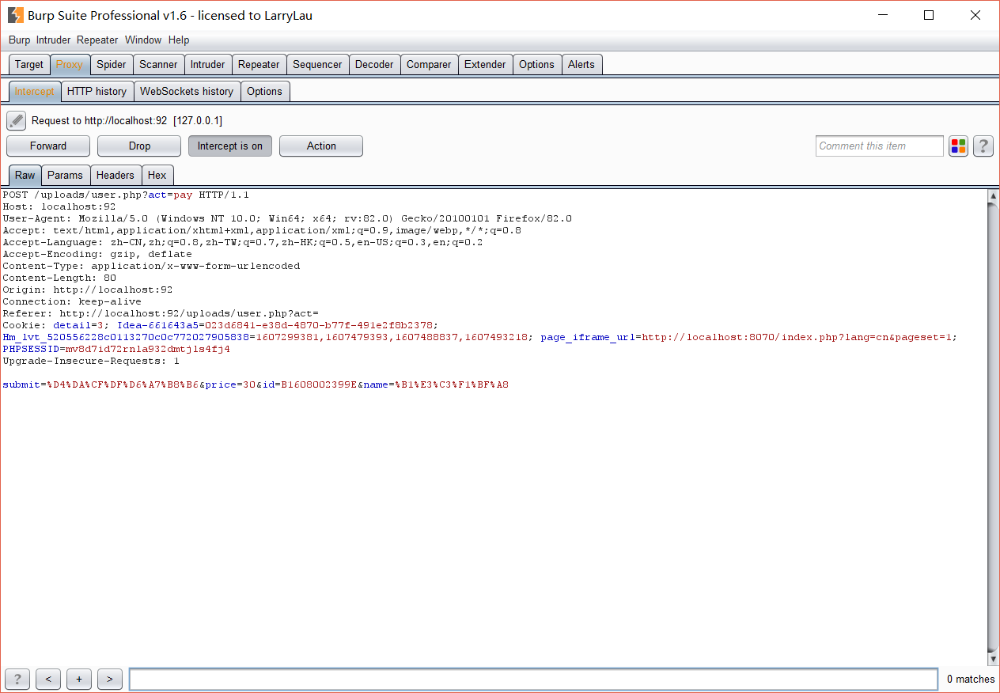 Burp Suite Professional v1.6 - licensed to LarryLau
Burp Intruder Repeater Window Help
Target Proxy Spider Scanner Intruder Repeater Sequencer Decoder Comparer Extender Options Alerts
Intercept HTTP history WebSockets history Options
Request to http://localhost:92 [127.0.0.1]
Forward Drop Intercept is on Action Comment this item ?
Raw Params Headers Hex
POST /uploads/user.php?act=pay HTTP/1.1
Host: localhost:92
User-Agent: Mozilla/5.0 (Windows NT 10.0; Win64; x64; rv:82.0) Gecko/20100101 Firefox/82.0
Accept: text/html,application/xhtml+xml,application/xml;q=0.9,image/webp,*/*;q=0.8
Accept-Language: zh-CN,zh;q=0.8,zh-TW;q=0.7,zh-HK;q=0.5,en-US;q=0.3,en;q=0.2
Accept-Encoding: gzip, deflate
Content-Type: application/x-www-form-urlencoded
Content-Length: 80
Origin: http://localhost:92
Connection: keep-alive
Referer: http://localhost:92/uploads/user.php?act=
Cookie: detail=3; Idea-661643a5=023d6841-e38d-4870-b77f-491e2f8b2378;
Hm_lvt_520556228c0113270c0c772027905838=1607299381,1607479393,1607488837,1607493218; page_iframe_url=http://localhost:8070/index.php?lang=cn&pageset=1;
PHPSESSID=mv8d7id72rnla932dmtjls4fj4
Upgrade-Insecure-Requests: 1
submit=%D4%DA%CF%DF%D6%A7%B8%B6&price=30&id=B1608002399E&name=%B1%E3%C3%F1%BF%A8
? < + > 0 matches